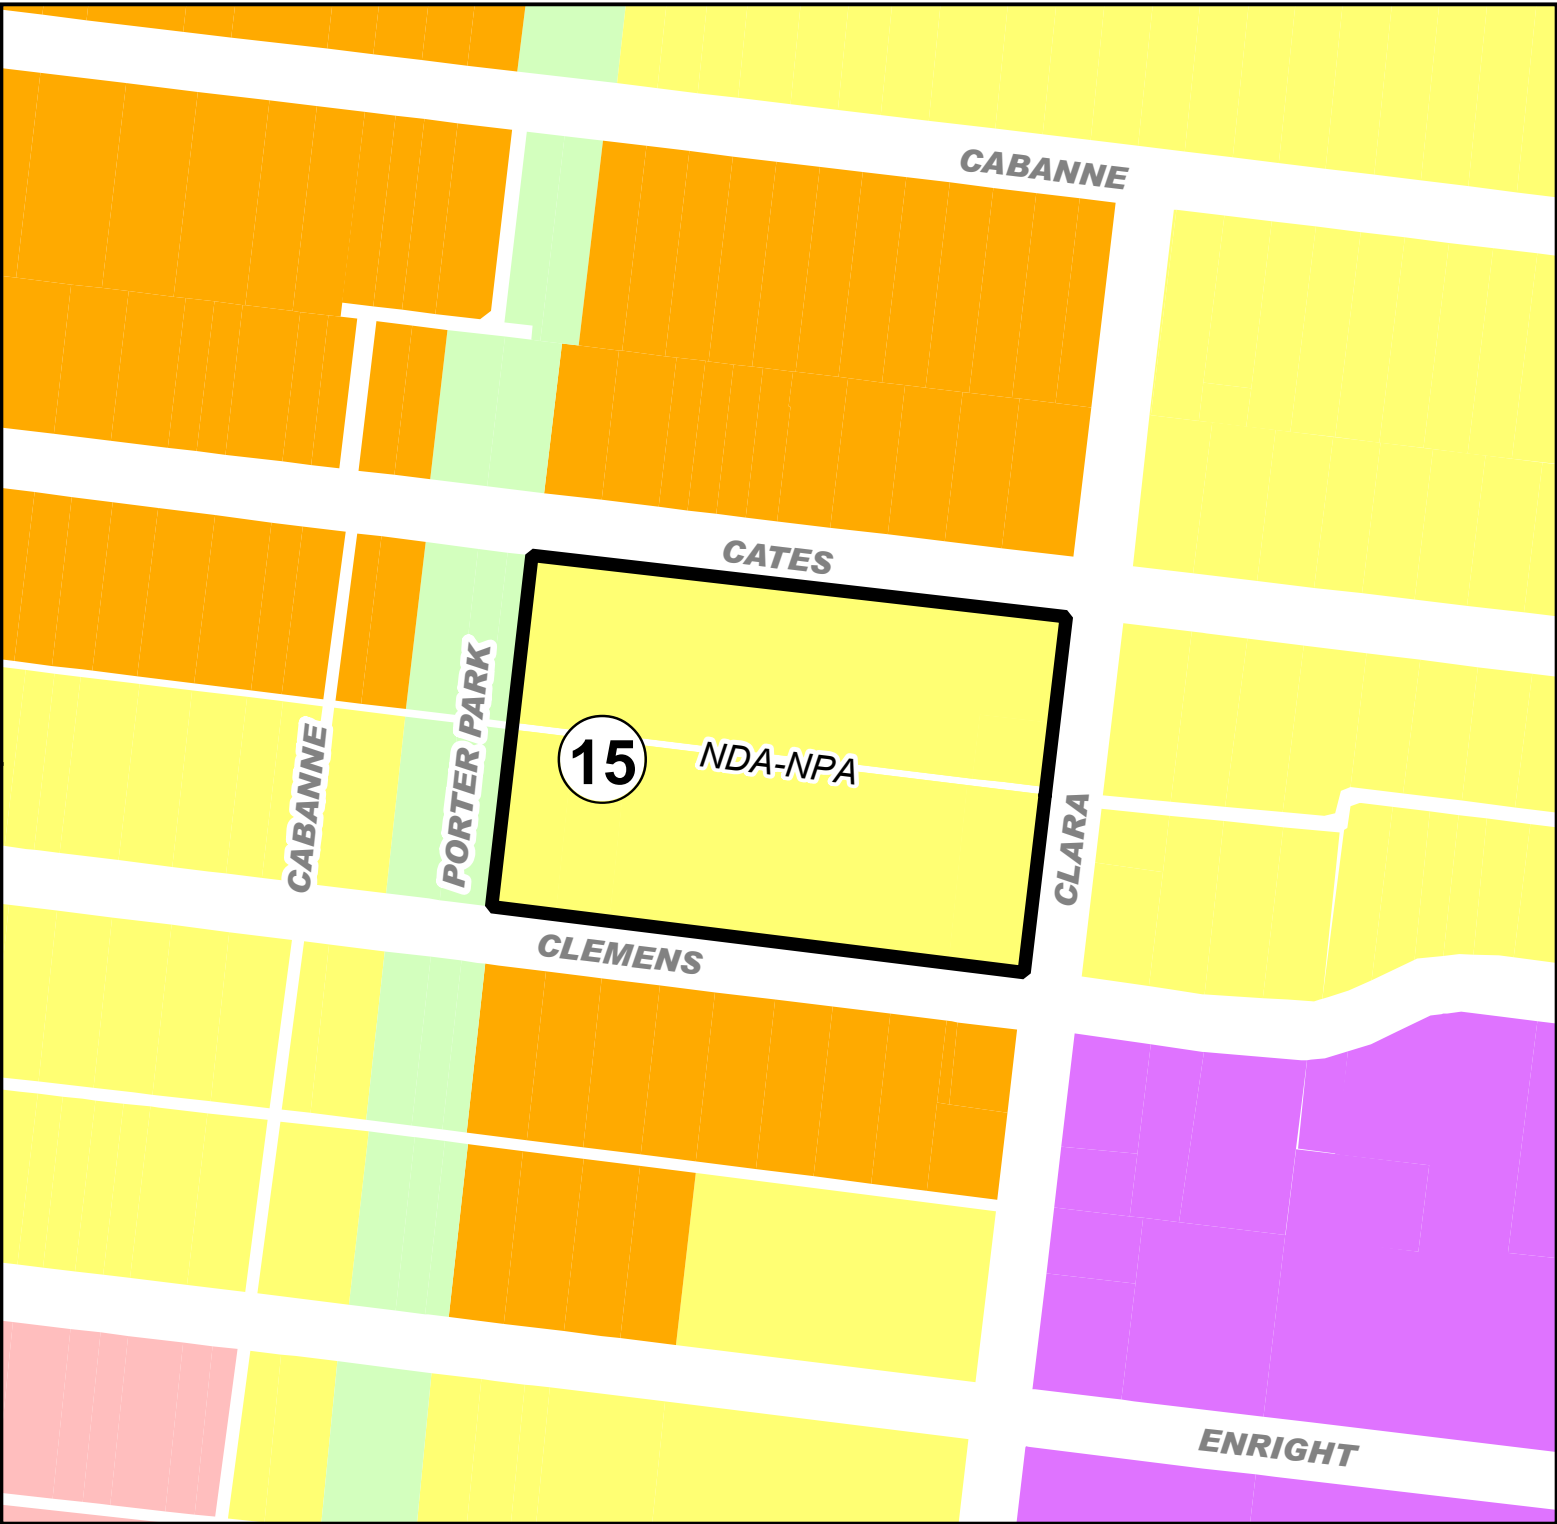 CABANNE
CATES
PORTER PARK
CABANNE
15
NDA-NPA
CLARA
CLEMENS
ENRIGHT